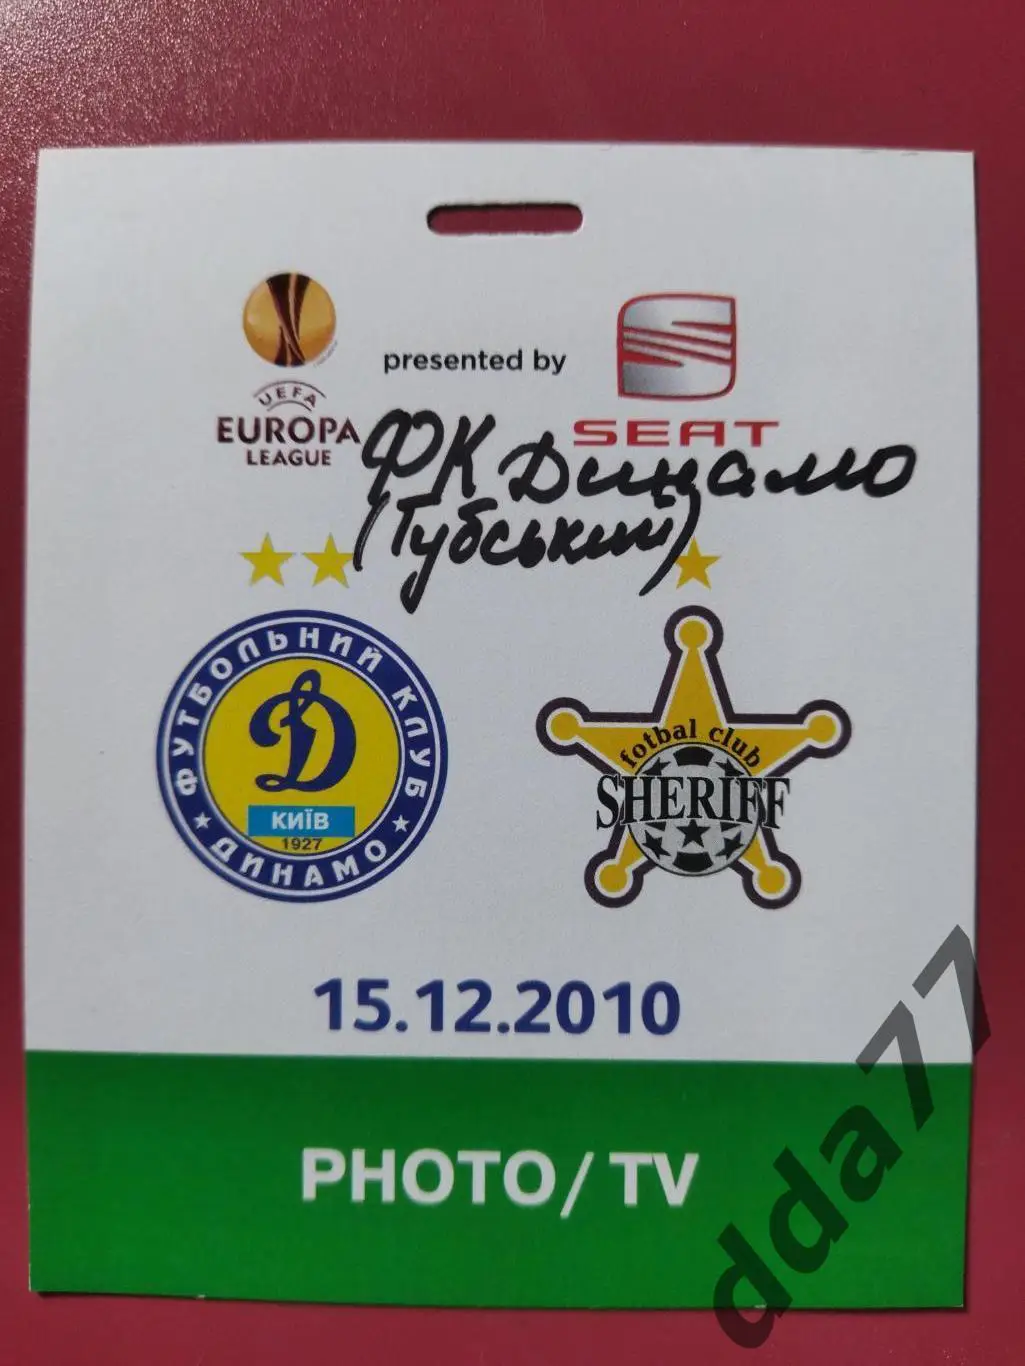 presented by
UEFA
EUROPA
LEAGUE
SEAT
ФК Динамо
(Губський)
ФУТБОЛЬНИЙ КЛУБ
Д
КИЇВ
1927
ДИНАМО
fotbal club
SHERIFF
15.12.2010
PHOTO/TV
dda77